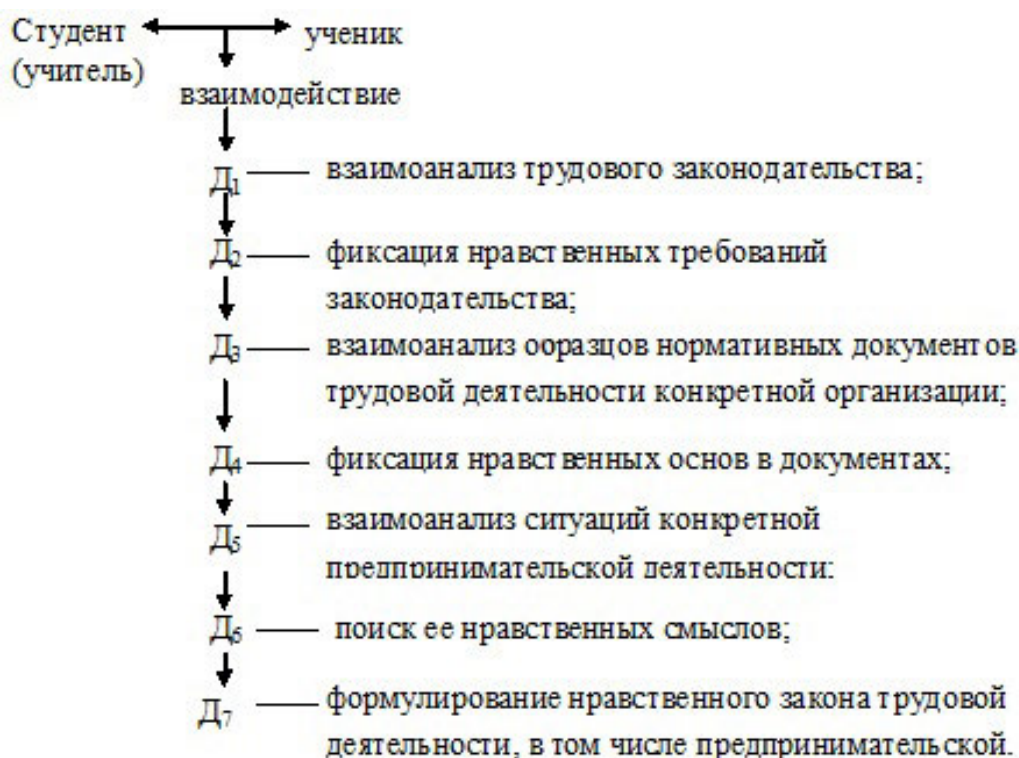 Студент ученик
(учитель)
взаимодействие
Д1 взаимоанализ трудового законодательства;
Д2 фиксация нравственных требований
законодательства;
Д3 взаимоанализ образцов нормативных документов
трудовой деятельности конкретной организации;
Д4 фиксация нравственных основ в документах;
Д5 взаимоанализ ситуаций конкретной
предпринимательской деятельности;
Д6 поиск ее нравственных смыслов;
Д7 формулирование нравственного закона трудовой
деятельности, в том числе предпринимательской.